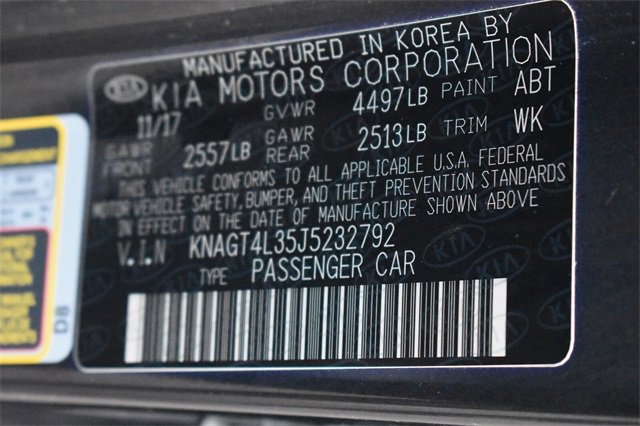 MANUFACTURED IN KOREA BY
KIA KIA MOTORS CORPORATION
11/17 GVWR 4497LB PAINT ABT
GAWR FRONT 2557LB GAWR REAR 2513LB TRIM WK
THIS VEHICLE CONFORMS TO ALL APPLICABLE U.S.A. FEDERAL
MOTOR VEHICLE SAFETY, BUMPER, AND THEFT PREVENTION STANDARDS
IN EFFECT ON THE DATE OF MANUFACTURE SHOWN ABOVE
V.I.N KNAGT4L35J5232792
TYPE PASSENGER CAR
D8